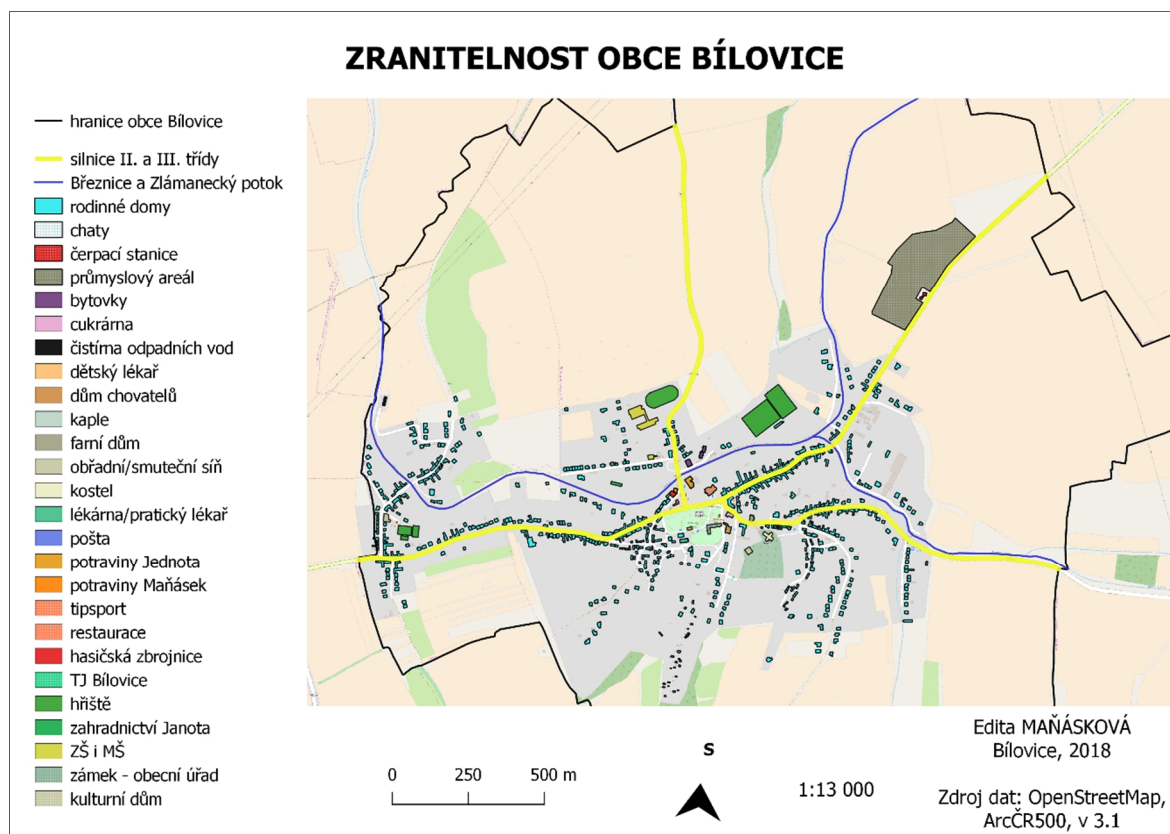 ZRANITELNOST OBCE BÍLOVICE
hranice obce Bílovice
silnice II. a III. třídy
Březnice a Zlámanecký potok
rodinné domy
chaty
čerpací stanice
průmyslový areál
bytovky
cukrárna
čistírna odpadních vod
dětský lékař
dům chovatelů
kaple
farní dům
obřadní/smuteční síň
kostel
lékárna/pratický lékař
pošta
potraviny Jednota
potraviny Maňásek
tipsport
restaurace
hasičská zbrojnice
TJ Bílovice
hřiště
zahradnictví Janota
ZŠ i MŠ
zámek - obecní úřad
kulturní dům
0 250 500 m
S
1:13 000
Edita MAŇÁSKOVÁ
Bílovice, 2018
Zdroj dat: OpenStreetMap,
ArcČR500, v 3.1